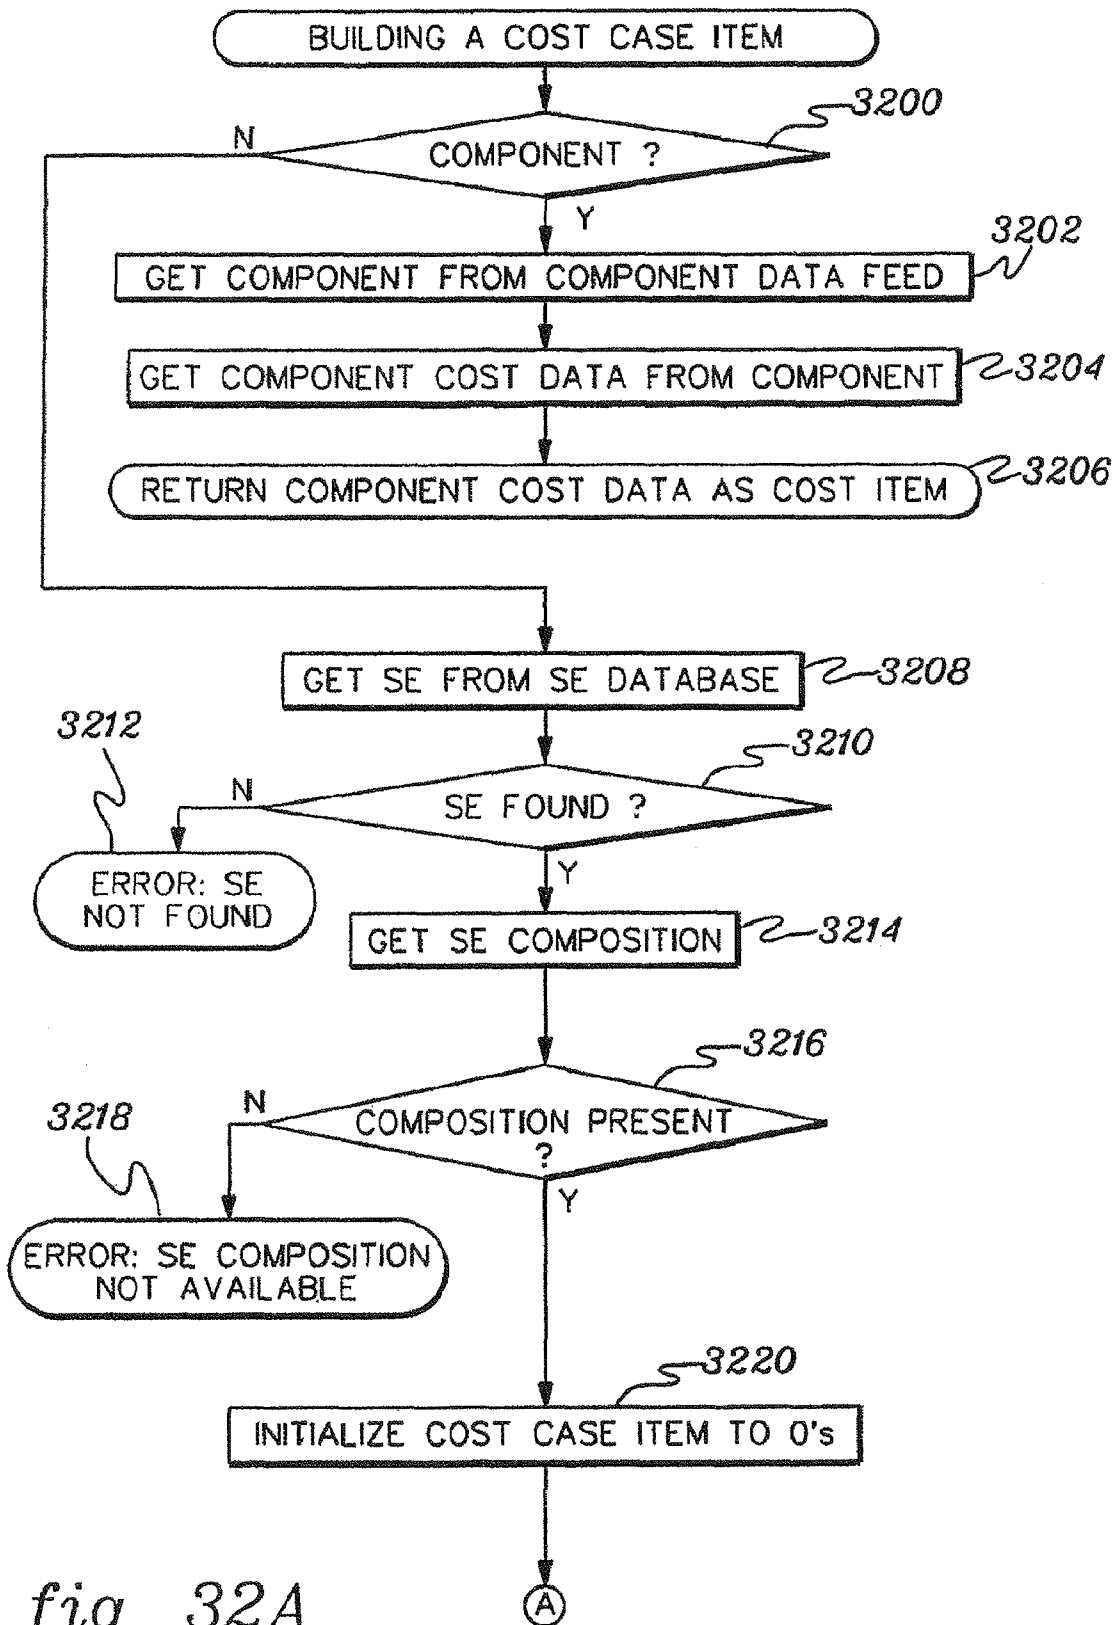 BUILDING A COST CASE ITEM
3200
N
COMPONENT ?
Y
3202
GET COMPONENT FROM COMPONENT DATA FEED
GET COMPONENT COST DATA FROM COMPONENT
3204
RETURN COMPONENT COST DATA AS COST ITEM
3206
GET SE FROM SE DATABASE
3208
3212
3210
N
SE FOUND ?
Y
ERROR: SE
NOT FOUND
GET SE COMPOSITION
3214
3216
N
3218
COMPOSITION PRESENT
?
Y
ERROR: SE COMPOSITION
NOT AVAILABLE
3220
INITIALIZE COST CASE ITEM TO 0's
A
fig 32A